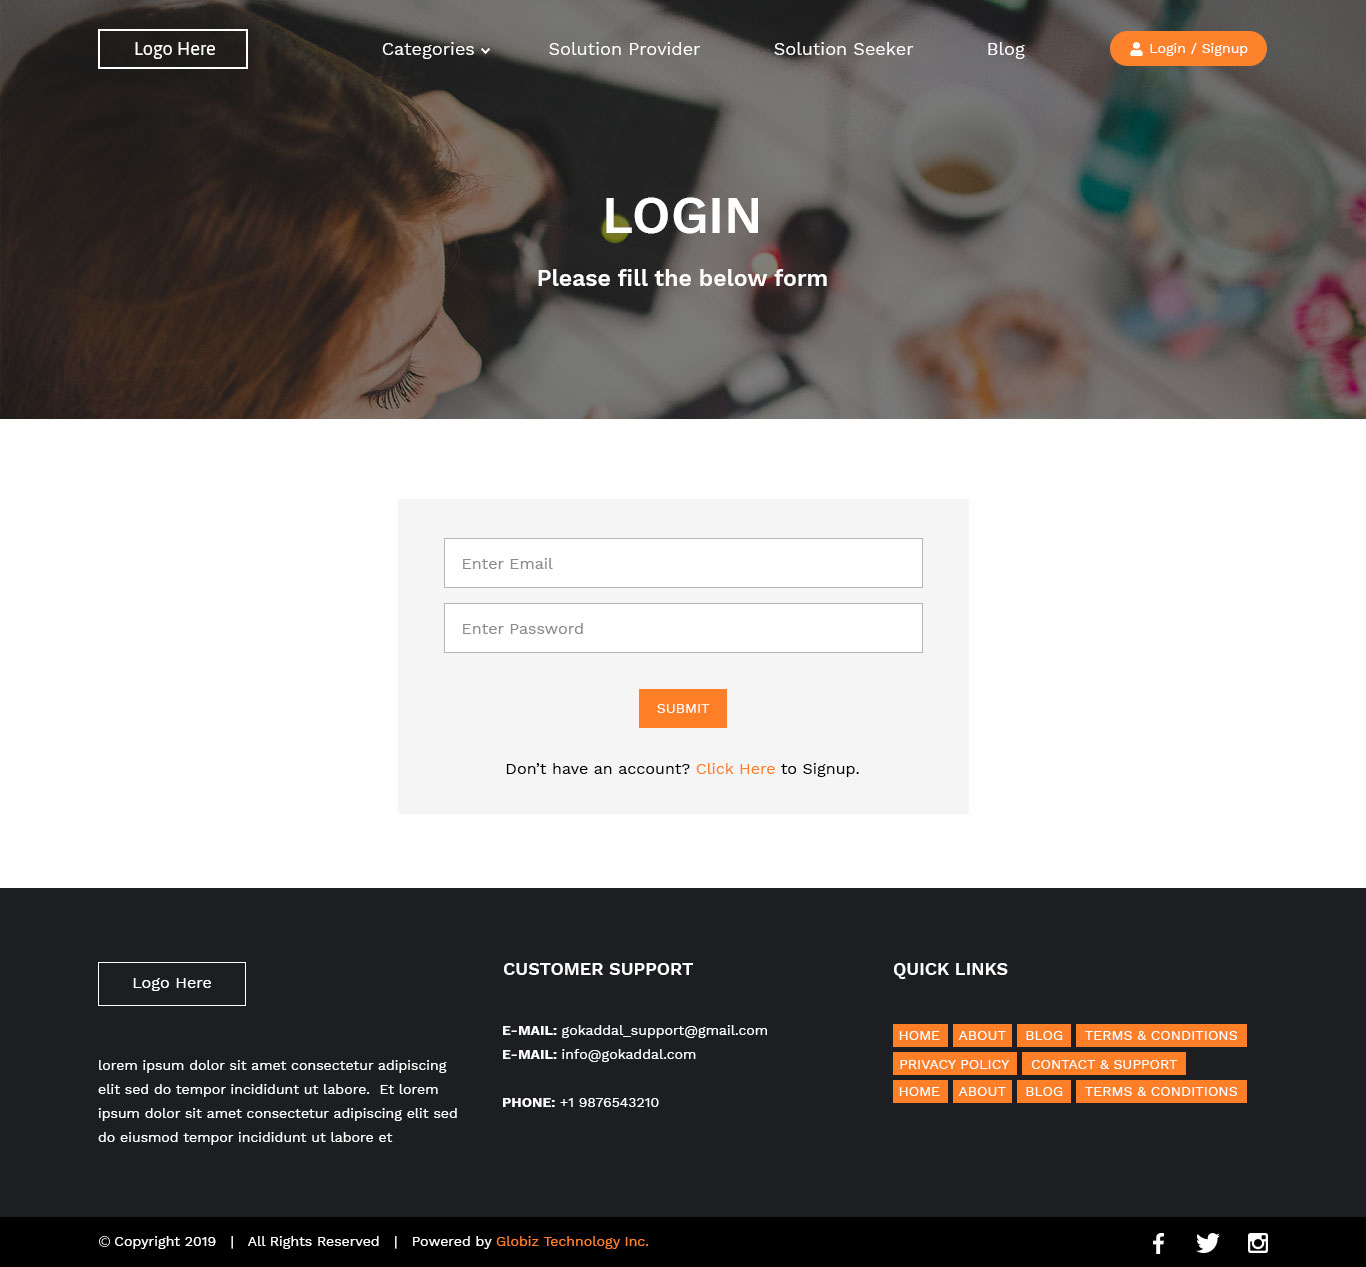 Logo Here
Categories
Solution Provider
Solution Seeker
Blog
Login / Signup
LOGIN
Please fill the below form
Enter Email
Enter Password
SUBMIT
Don’t have an account? Click Here to Signup.
Logo Here
lorem ipsum dolor sit amet consectetur adipiscing
elit sed do tempor incididunt ut labore.  Et lorem
ipsum dolor sit amet consectetur adipiscing elit sed
do eiusmod tempor incididunt ut labore et
CUSTOMER SUPPORT
E-MAIL: gokaddal_support@gmail.com
E-MAIL: info@gokaddal.com
PHONE: +1 9876543210
QUICK LINKS
HOME ABOUT BLOG TERMS & CONDITIONS
PRIVACY POLICY CONTACT & SUPPORT
HOME ABOUT BLOG TERMS & CONDITIONS
© Copyright 2019 | All Rights Reserved | Powered by Globiz Technology Inc.